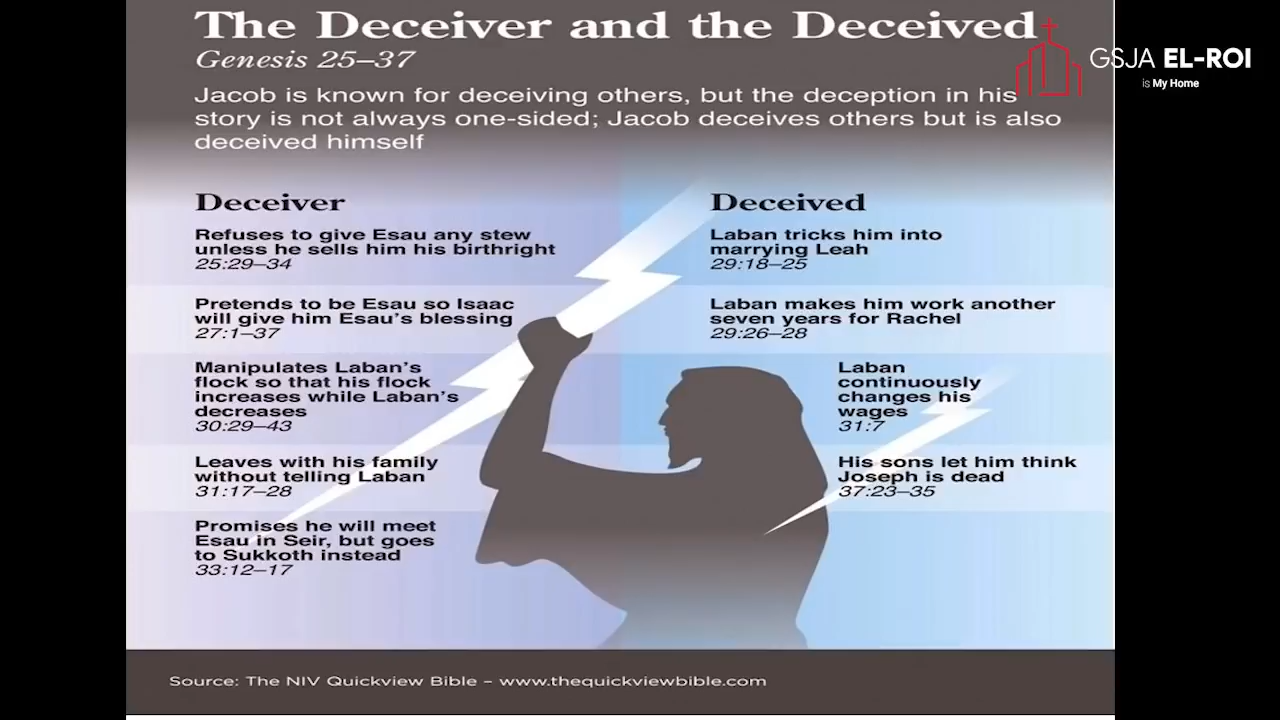 The Deceiver and the Deceived
Genesis 25–37
Jacob is known for deceiving others, but the deception in his
story is not always one-sided; Jacob deceives others but is also
deceived himself
GSJA EL-ROI
is My Home
Deceiver
Refuses to give Esau any stew
unless he sells him his birthright
25:29–34
Pretends to be Esau so Isaac
will give him Esau's blessing
27:1–37
Manipulates Laban's
flock so that his flock
increases while Laban's
decreases
30:29–43
Leaves with his family
without telling Laban
31:17–28
Promises he will meet
Esau in Seir, but goes
to Sukkoth instead
33:12–17
Deceived
Laban tricks him into
marrying Leah
29:18–25
Laban makes him work another
seven years for Rachel
29:26–28
Laban
continuously
changes his
wages
31:7
His sons let him think
Joseph is dead
37:23–35
Source: The NIV Quickview Bible – www.thequickviewbible.com